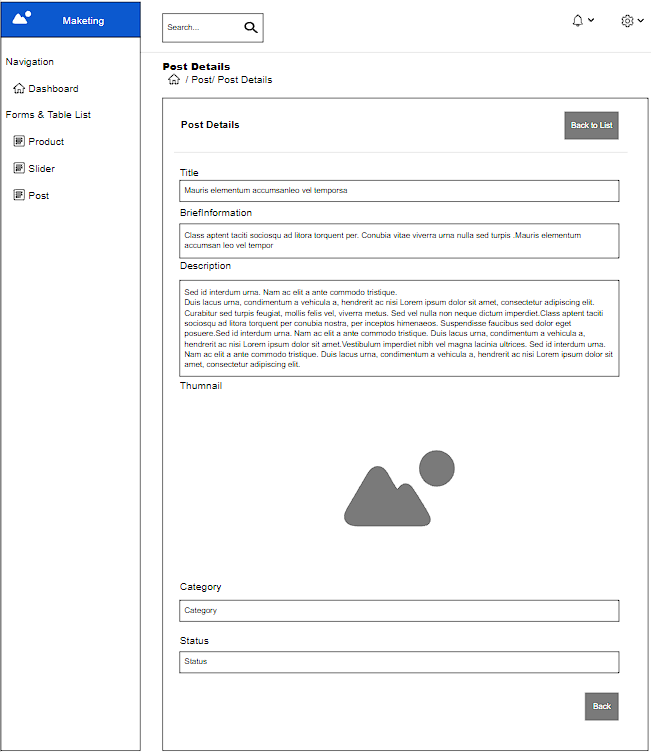 Maketing
Search...
Navigation
Dashboard
Forms & Table List
Product
Slider
Post
Post Details
/ Post/ Post Details
Post Details
Back to List
Title
Mauris elementum accumsanleo vel temporsa
BriefInformation
Class aptent taciti sociosqu ad litora torquent per. Conubia vitae viverra urna nulla sed turpis .Mauris elementum
accumsan leo vel tempor
Description
Sed id interdum urna. Nam ac elit a ante commodo tristique.
Duis lacus urna, condimentum a vehicula a, hendrerit ac nisi Lorem ipsum dolor sit amet, consectetur adipiscing elit.
Curabitur sed turpis feugiat, mollis felis vel, viverra metus. Sed vel nulla non neque dictum imperdiet.Class aptent taciti
sociosqu ad litora torquent per conubia nostra, per inceptos himenaeos. Suspendisse faucibus sed dolor eget
posuere.Sed id interdum urna. Nam ac elit a ante commodo tristique. Duis lacus urna, condimentum a vehicula a,
hendrerit ac nisi Lorem ipsum dolor sit amet.Vestibulum imperdiet nibh vel magna lacinia ultrices. Sed id interdum urna.
Nam ac elit a ante commodo tristique. Duis lacus urna, condimentum a vehicula a, hendrerit ac nisi Lorem ipsum dolor sit
amet, consectetur adipiscing elit.
Thumnail
Category
Category
Status
Status
Back